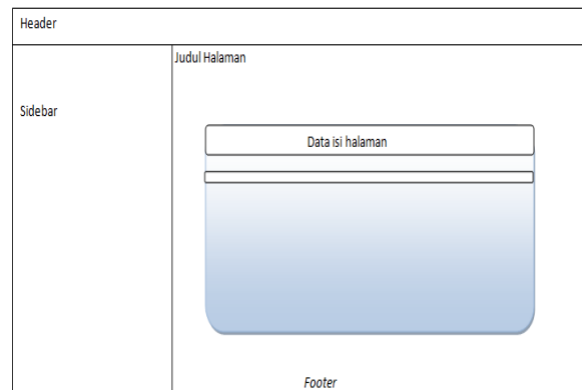 Header
Judul Halaman
Sidebar
Data isi halaman
Footer